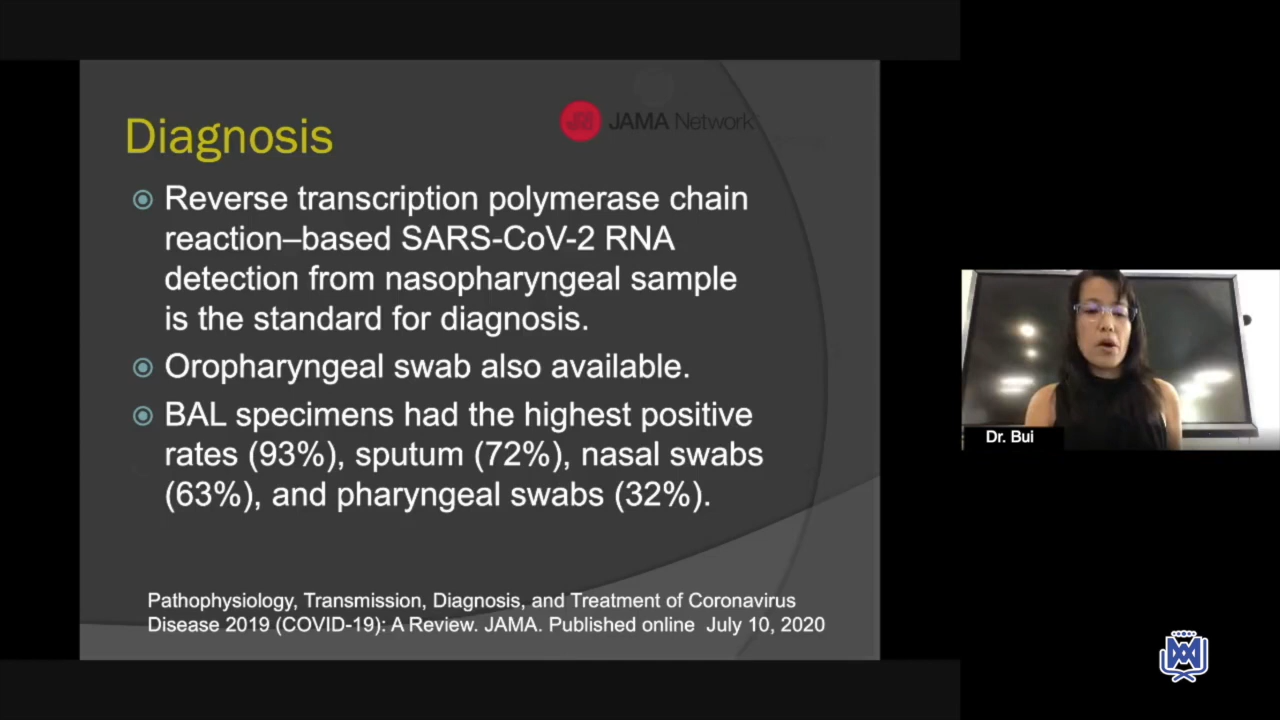 Diagnosis
JAMA Network
Reverse transcription polymerase chain
reaction–based SARS-CoV-2 RNA
detection from nasopharyngeal sample
is the standard for diagnosis.
Oropharyngeal swab also available.
BAL specimens had the highest positive
rates (93%), sputum (72%), nasal swabs
(63%), and pharyngeal swabs (32%).
Pathophysiology, Transmission, Diagnosis, and Treatment of Coronavirus
Disease 2019 (COVID-19): A Review. JAMA. Published online July 10, 2020
Dr. Bui